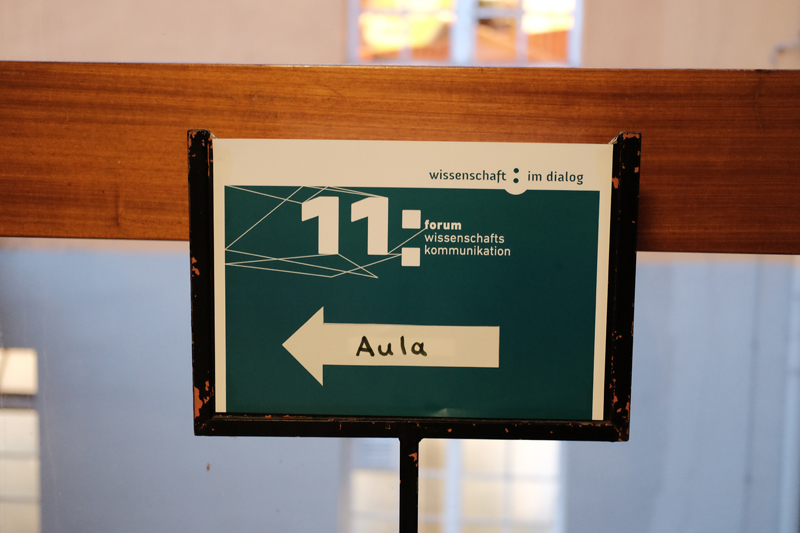 wissenschaft : im dialog
11:
forum
wissenschafts
kommunikation
Aula